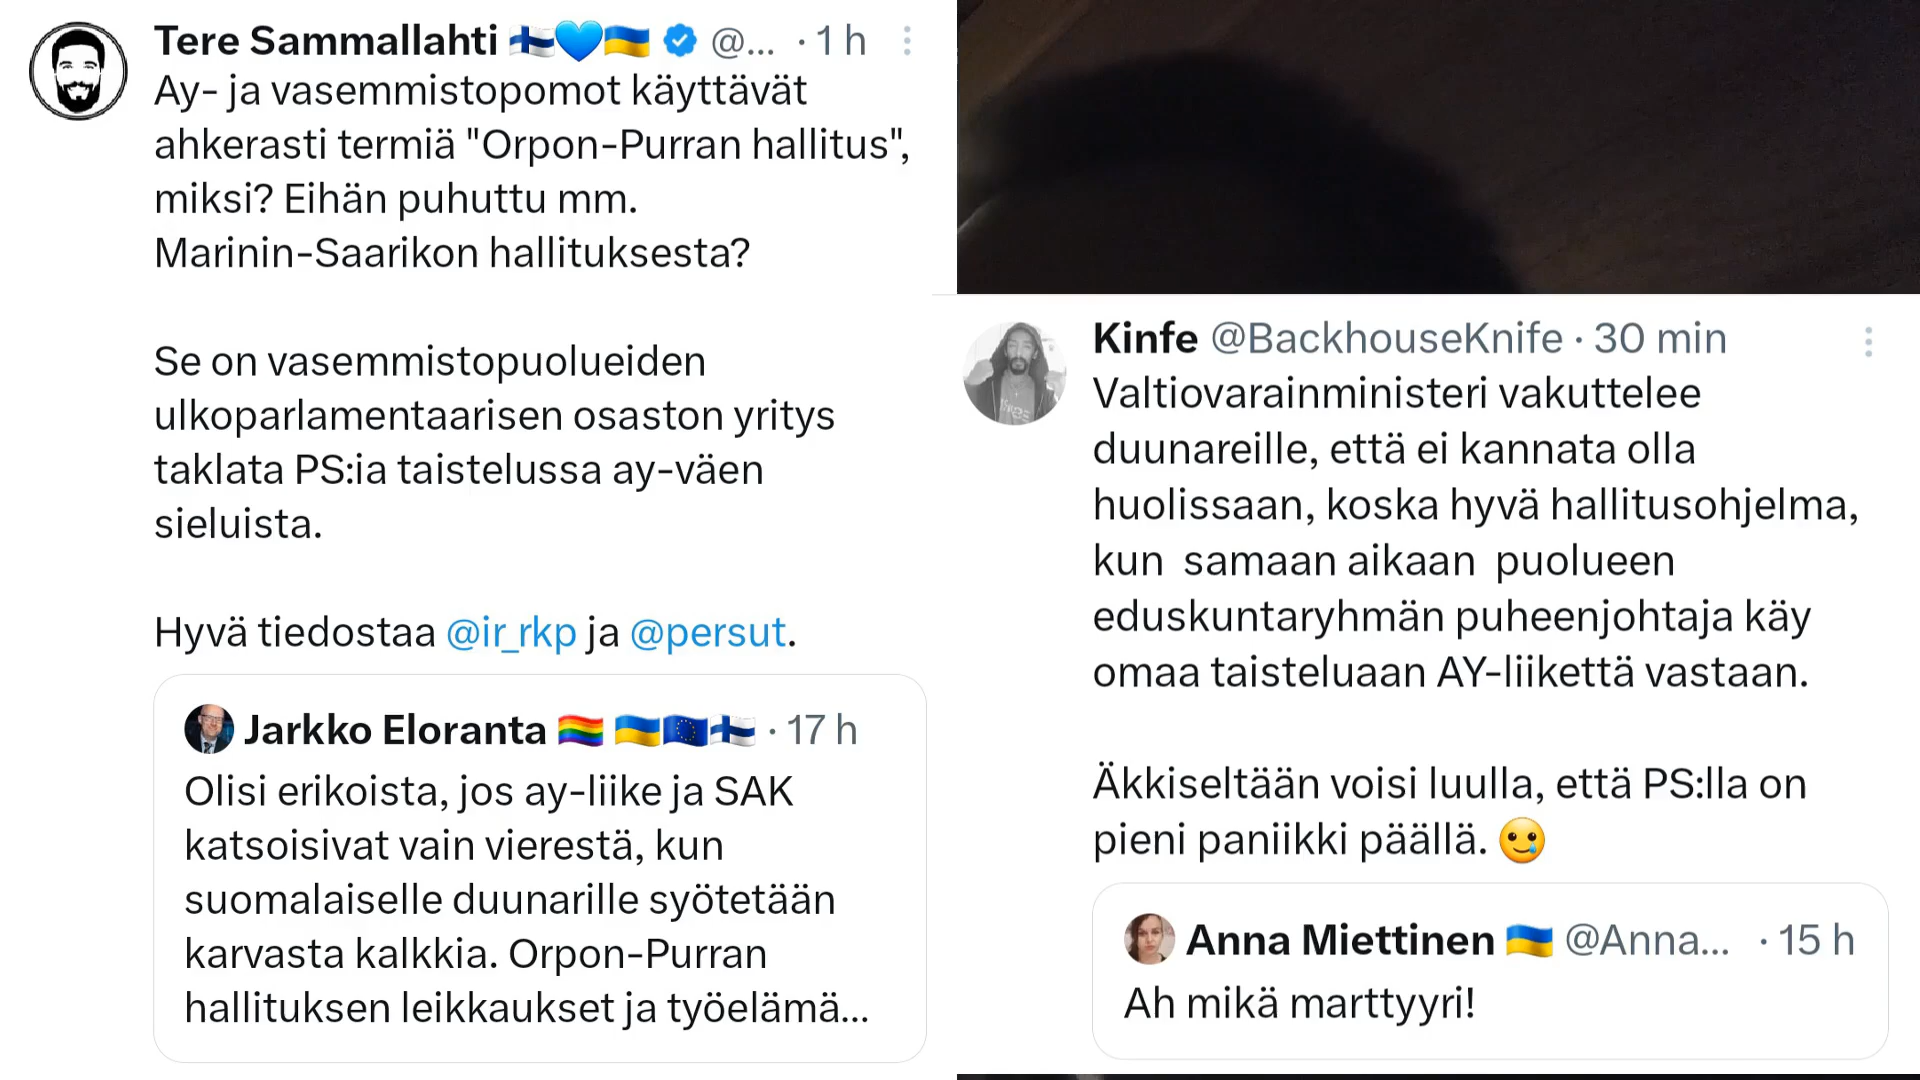 Tere Sammallahti 🇫🇮💙🇺🇦 @... · 1 h
Ay- ja vasemmistopomot käyttävät
ahkerasti termiä "Orpon-Purran hallitus",
miksi? Eihän puhuttu mm.
Marinin-Saarikon hallituksesta?
Se on vasemmistopuolueiden
ulkoparlamentaarisen osaston yritys
taklata PS:ia taistelussa ay-väen
sieluista.
Hyvä tiedostaa @ir_rkp ja @persut.
Jarkko Eloranta 🏳️‍🌈 🇺🇦🇪🇺🇫🇮 · 17 h
Olisi erikoista, jos ay-liike ja SAK
katsoisivat vain vierestä, kun
suomalaiselle duunarille syötetään
karvasta kalkkia. Orpon-Purran
hallituksen leikkaukset ja työelämä...
Kinfe @BackhouseKnife · 30 min
Valtiovarainministeri vakuttelee
duunareille, että ei kannata olla
huolissaan, koska hyvä hallitusohjelma,
kun samaan aikaan puolueen
eduskuntaryhmän puheenjohtaja käy
omaa taisteluaan AY-liikettä vastaan.
Äkkiseltään voisi luulla, että PS:lla on
pieni paniikki päällä. 🥲
Anna Miettinen 🇺🇦 @Anna... · 15 h
Ah mikä marttyyri!